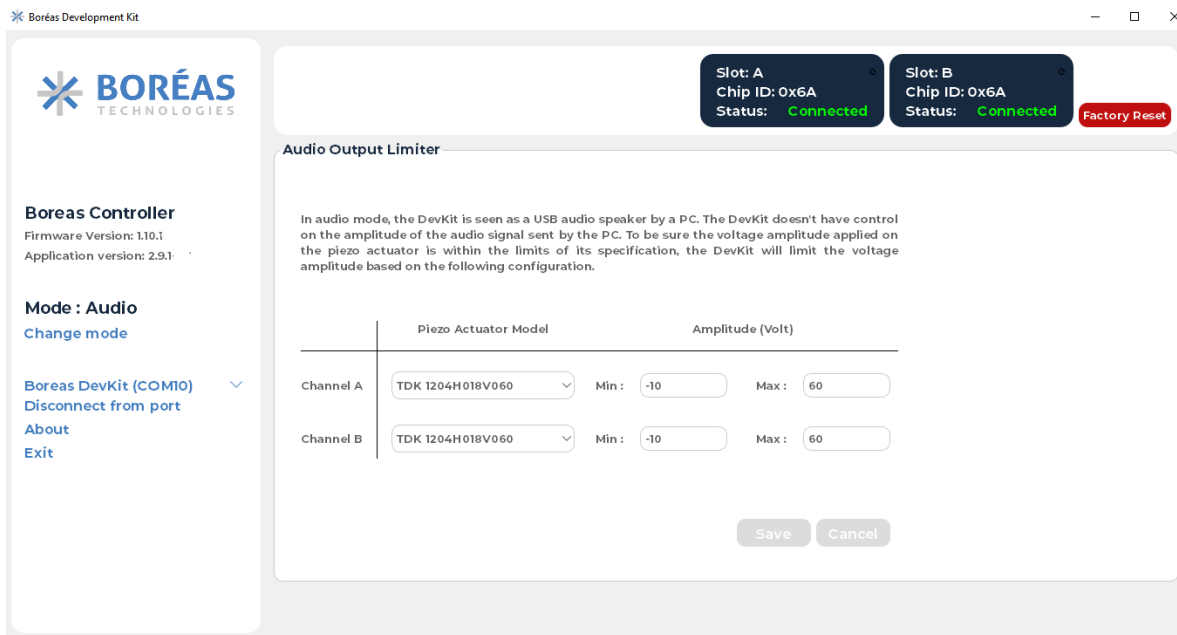 Boréas Development Kit
BORÉAS
TECHNOLOGIES
Slot: A
Chip ID: 0x6A
Status: Connected
Slot: B
Chip ID: 0x6A
Status: Connected
Factory Reset
Boreas Controller
Firmware Version: 1.10.
Application version: 2.9.1
Mode : Audio
Change mode
Boreas DevKit (COM10)
Disconnect from port
About
Exit
Audio Output Limiter
In audio mode, the DevKit is seen as a USB audio speaker by a PC. The DevKit doesn't have control
on the amplitude of the audio signal sent by the PC. To be sure the voltage amplitude applied on
the piezo actuator is within the limits of its specification, the DevKit will limit the voltage
amplitude based on the following configuration.
Piezo Actuator Model Amplitude (Volt)
Channel A TDK 1204H018V060 Min : -10 Max : 60
Channel B TDK 1204H018V060 Min : -10 Max : 60
Save Cancel